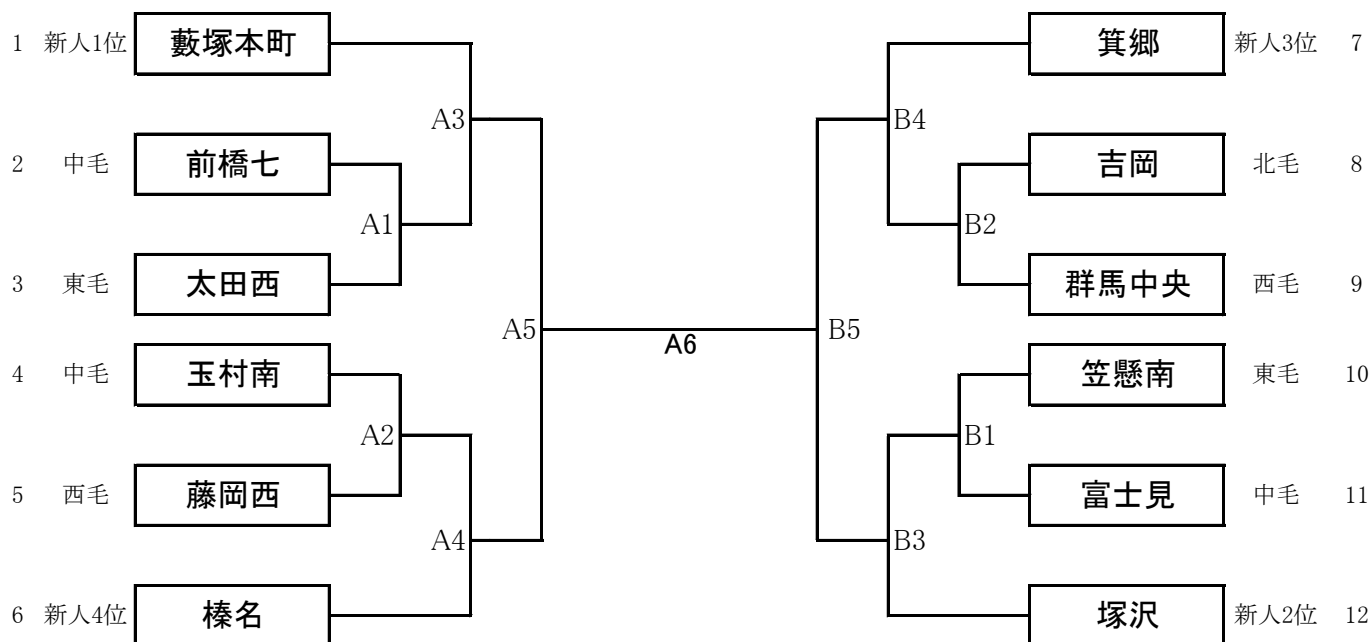 1 新人1位 藪塚本町
A3
2 中毛 前橋七
A1
3 東毛 太田西
A5
4 中毛 玉村南
A2
5 西毛 藤岡西
A4
6 新人4位 榛名
A6
箕郷 新人3位 7
B4
吉岡 北毛 8
B2
群馬中央 西毛 9
B5
笠懸南 東毛 10
B1
富士見 中毛 11
B3
塚沢 新人2位 12